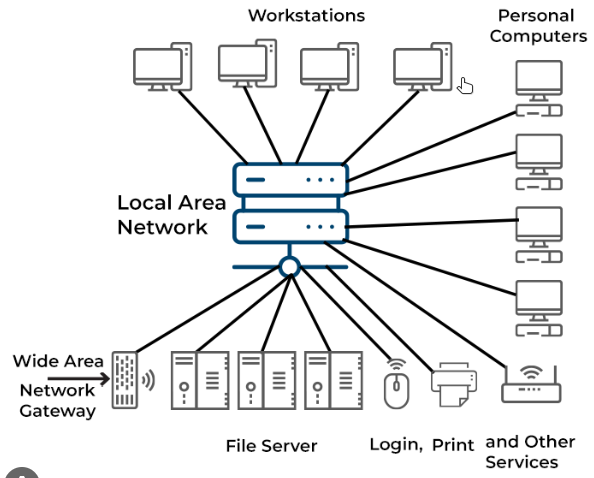 Workstations
Personal
Computers
Local Area
Network
Wide Area
Network
Gateway
File Server
Login, Print and Other
Services